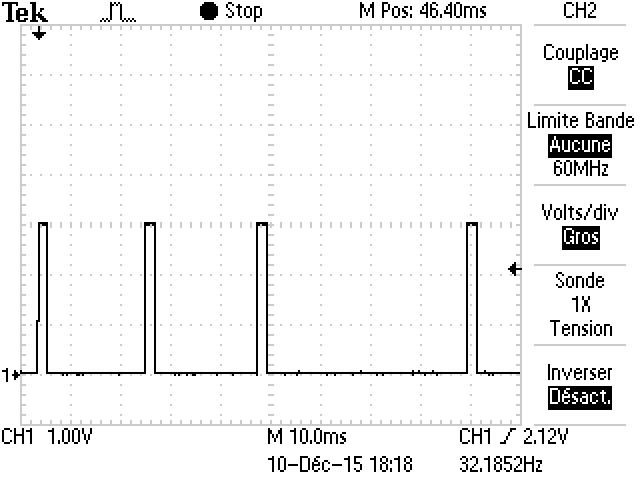 Tek Stop M Pos: 46.40ms CH2
Couplage
CC
Limite Bande
Aucune
60MHz
Volts/div
Gros
Sonde
1X
Tension
Inverser
Désact.
1
CH1 1.00V M 10.0ms CH1 2.12V
10-Déc-15 18:18 32.1852Hz